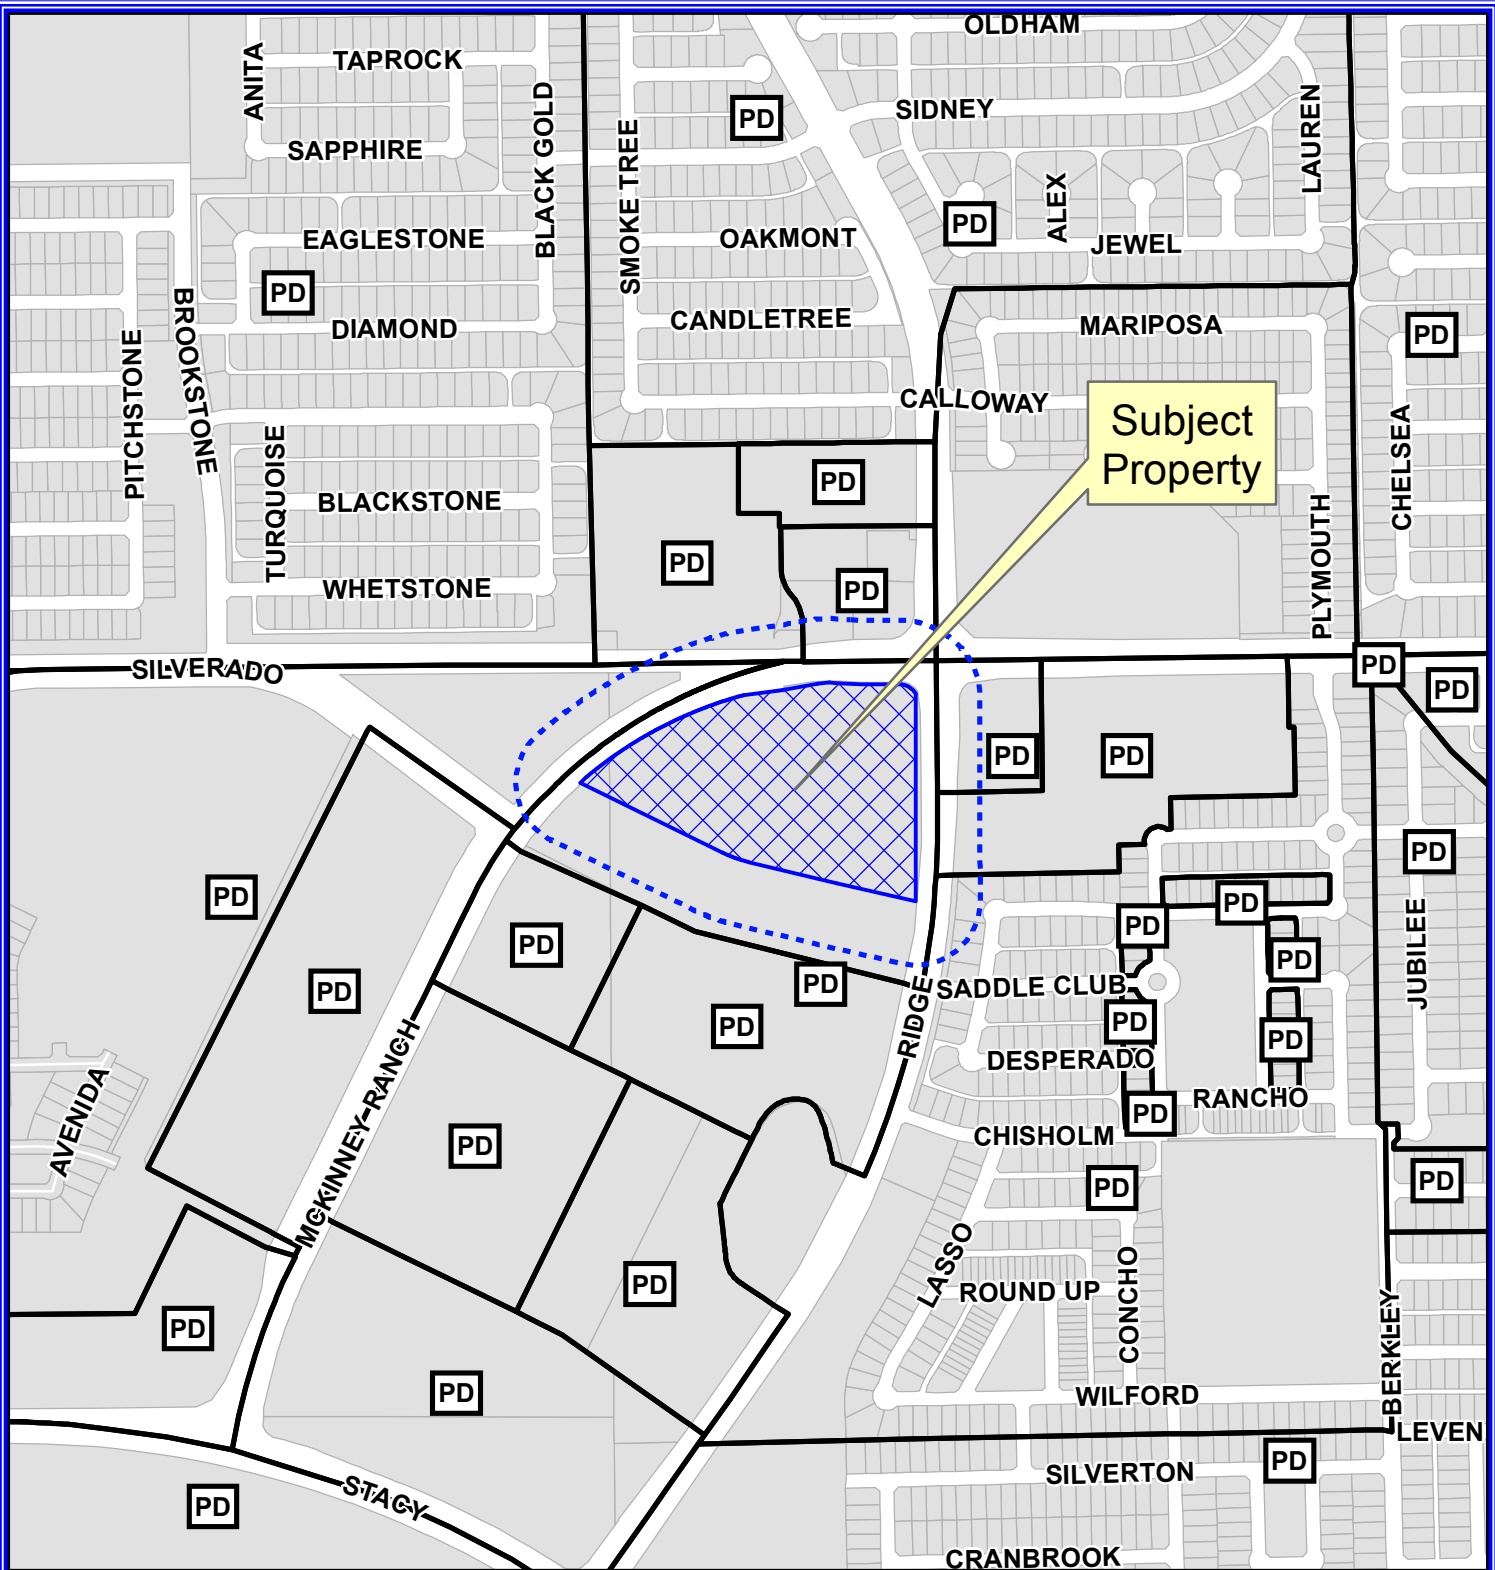 OLDHAM
TAPROCK
ANITA
BLACK GOLD
PD
SIDNEY
LAUREN
SAPPHIRE
SMOKE TREE
ALEX
PD
JEWEL
EAGLESTONE
OAKMONT
PD
BROOKSTONE
DIAMOND
CANDLETREE
MARIPOSA
PD
PITCHSTONE
CALLOWAY
Subject
Property
CHELSEA
TURQUOISE
BLACKSTONE
PD
PLYMOUTH
PD
PD
WHETSTONE
SILVERADO
PD
PD
PD
PD
PD
PD
PD
PD
PD
JUBILEE
PD
PD
PD
PD
SADDLE CLUB
RIDGE
PD
PD
PD
DESPERADO
MCKINNEY RANCH
AVENIDA
RANCHO
PD
CHISHOLM
PD
PD
PD
LASSO
CONCHO
ROUND UP
PD
PD
BERKLEY
PD
WILFORD
LEVEN
PD
SILVERTON
STACY
PD
CRANBROOK